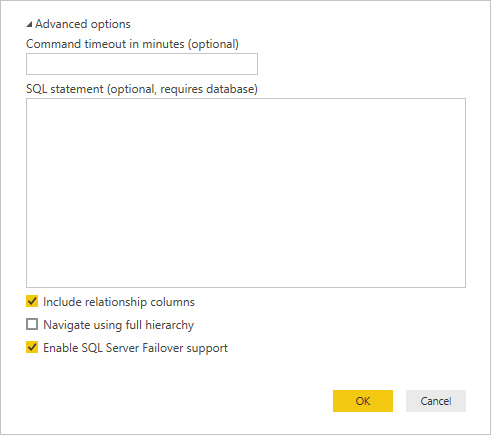 Advanced options
Command timeout in minutes (optional)
SQL statement (optional, requires database)
Include relationship columns
Navigate using full hierarchy
Enable SQL Server Failover support
OK Cancel